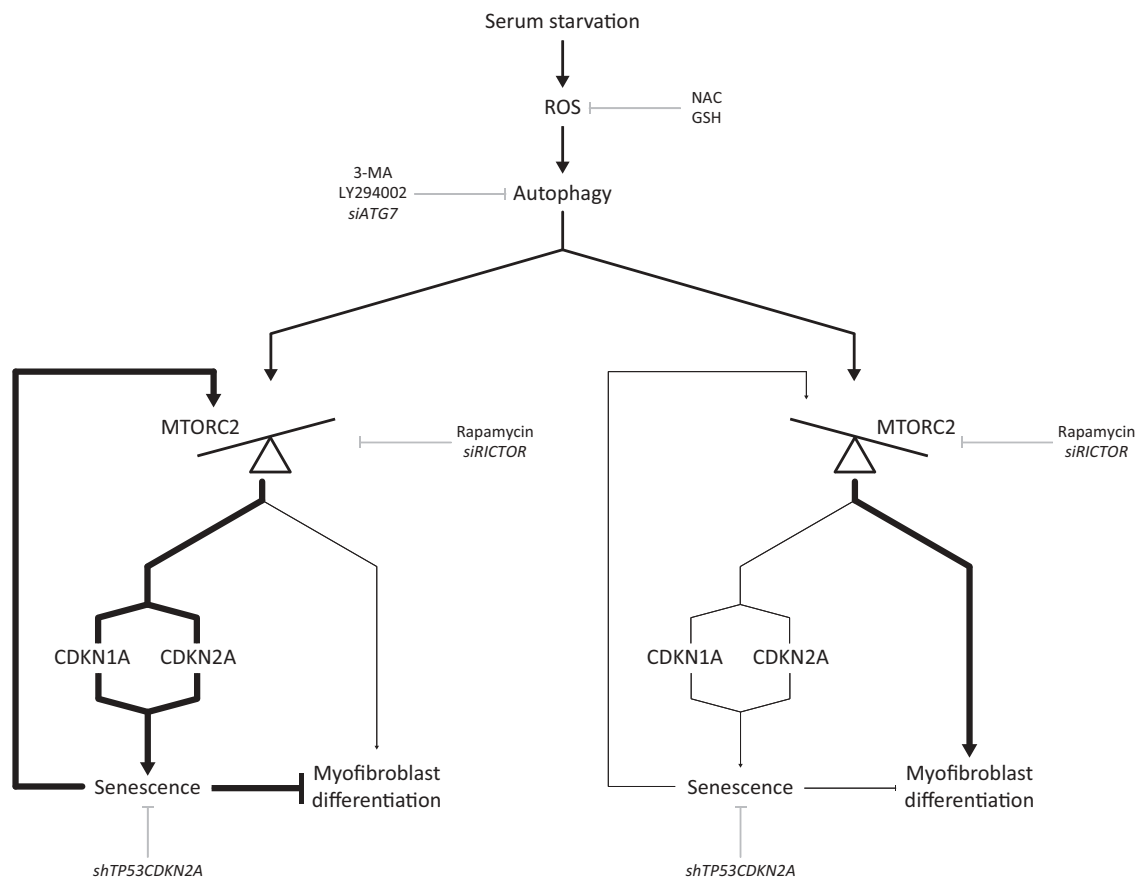 Serum starvation
ROS
NAC
GSH
3-MA
LY294002
siATG7
Autophagy
MTORC2
Rapamycin
siRICTOR
MTORC2
Rapamycin
siRICTOR
CDKN1A
CDKN2A
CDKN1A
CDKN2A
Senescence
Myofibroblast
differentiation
Senescence
Myofibroblast
differentiation
shTP53CDKN2A
shTP53CDKN2A